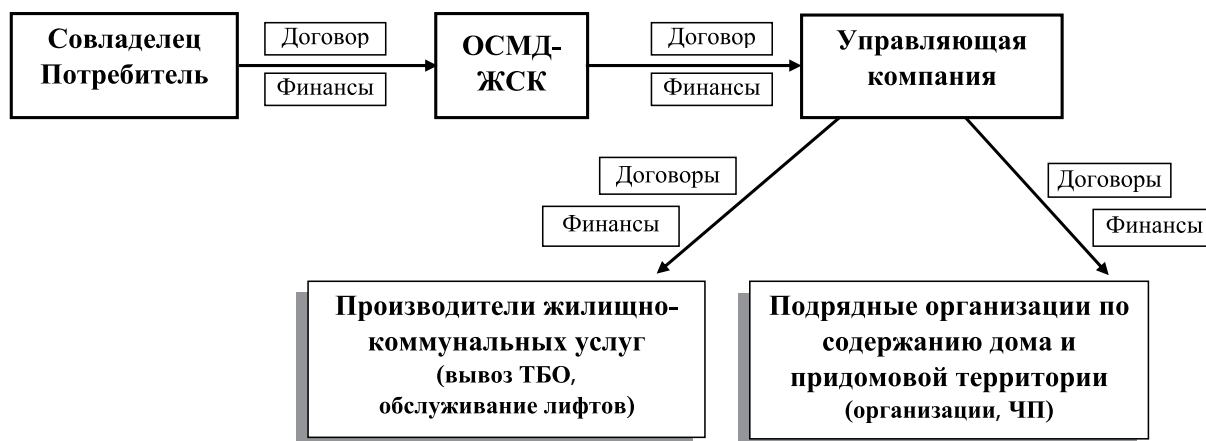 Совладелец
Потребитель
Договор
Финансы
ОСМД-
ЖСК
Договор
Финансы
Управляющая
компания
Договоры
Финансы
Договоры
Финансы
Производители жилищно-
коммунальных услуг
(вывоз ТБО,
обслуживание лифтов)
Подрядные организации по
содержанию дома и
придомовой территории
(организации, ЧП)